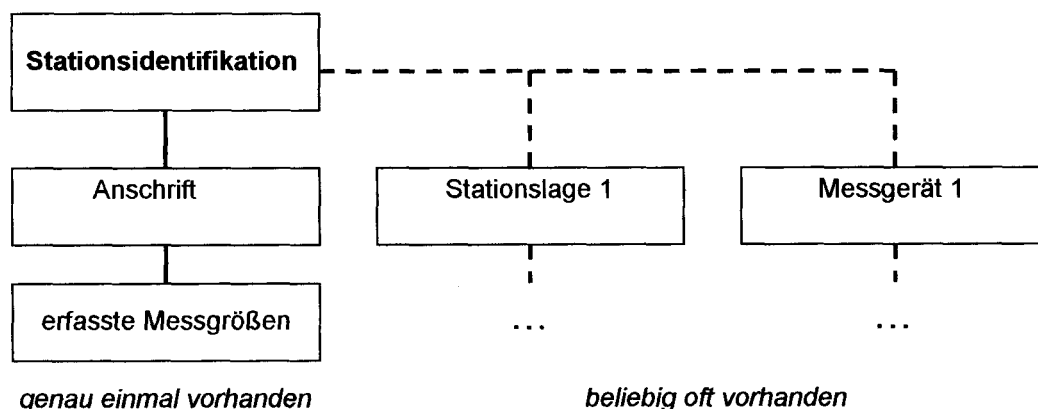 Stationsidentifikation
Anschrift
Stationslage 1
Messgerät 1
erfasste Messgrößen
...
...
genau einmal vorhanden
beliebig oft vorhanden